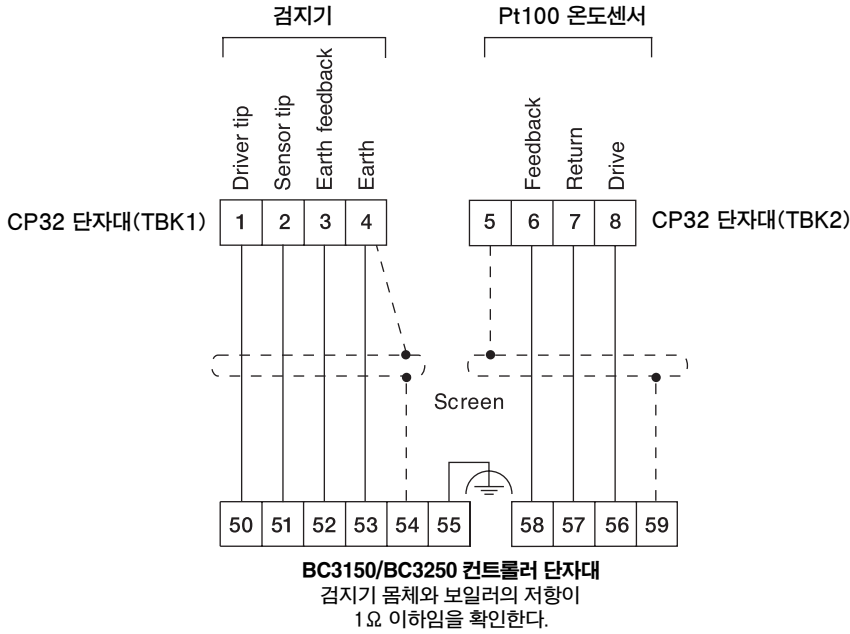 검지기 Pt100 온도센서
Driver tip
Sensor tip
Earth feedback
Earth
Feedback
Return
Drive
CP32 단자대(TBK1) 1 2 3 4 5 6 7 8 CP32 단자대(TBK2)
Screen
50 51 52 53 54 55 58 57 56 59
BC3150/BC3250 컨트롤러 단자대
검지기 몸체와 보일러의 저항이
1Ω 이하임을 확인한다.